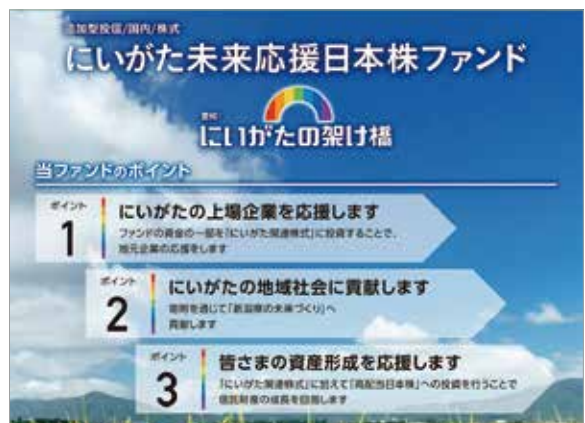 追加型投信/国内/株式
にいがた未来応援日本株ファンド
愛称:
にいがたの架け橋
当ファンドのポイント
ポイント
1
にいがたの上場企業を応援します
ファンドの資金の一部を「にいがた関連株式」に投資することで、
地元企業の応援をします
ポイント
2
にいがたの地域社会に貢献します
寄附を通じて「新潟県の未来づくり」へ
貢献します
ポイント
3
皆さまの資産形成を応援します
「にいがた関連株式」に加えて「高配当日本株」への投資を行うことで
信託財産の成長を目指します